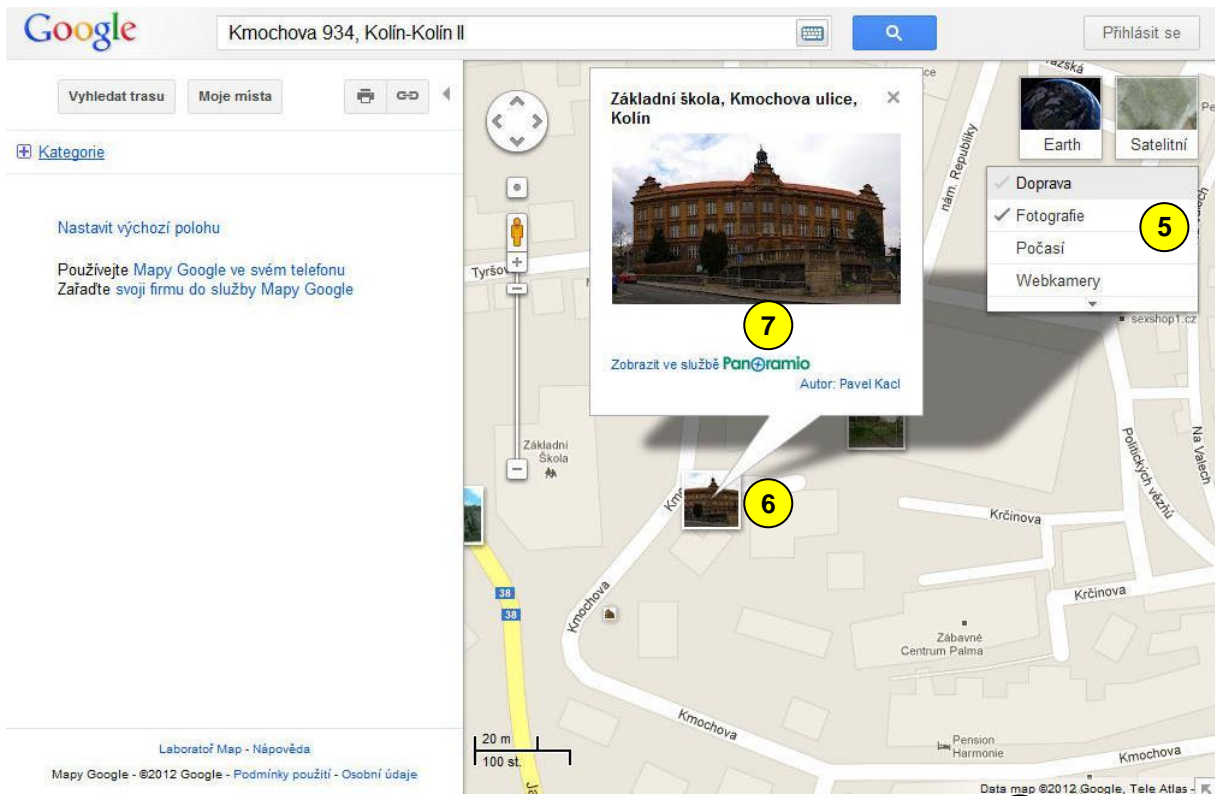 Google
Kmochova 934, Kolín-Kolín II
Přihlásit se
Vyhledat trasu
Moje místa
Kategorie
Nastavit výchozí polohu
Používejte Mapy Google ve svém telefonu
Zařaďte svoji firmu do služby Mapy Google
Laboratoř Map - Nápověda
Mapy Google - ©2012 Google - Podmínky použití - Osobní údaje
Základní škola, Kmochova ulice,
Kolín
7
Zobrazit ve službě Panoramio
Autor: Pavel Kacl
Earth
Satelitní
Doprava
Fotografie
5
Počasí
Webkamery
nám. Republiky
sexshop1.cz
Základní
Škola
6
Krčinova
Politických vězňů
Na Valech
Krčinova
38
38
Kmochova
Zábavné
Centrum Palma
Kmochova
Pension
Harmonie
Kmochova
20 m
100 st.
Data map ©2012 Google, Tele Atlas -